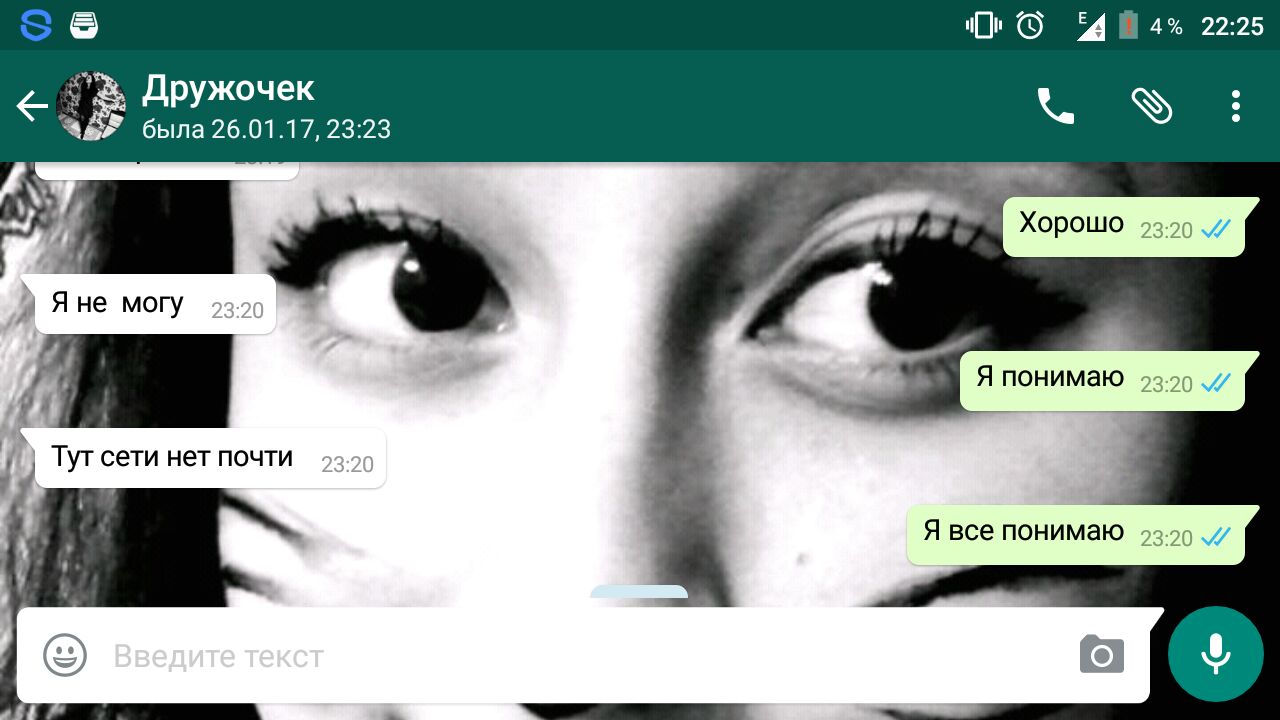 E 4 % 22:25
Дружочек
была 26.01.17, 23:23
Хорошо 23:20
Я не могу 23:20
Я понимаю 23:20
Тут сети нет почти 23:20
Я все понимаю 23:20
Введите текст